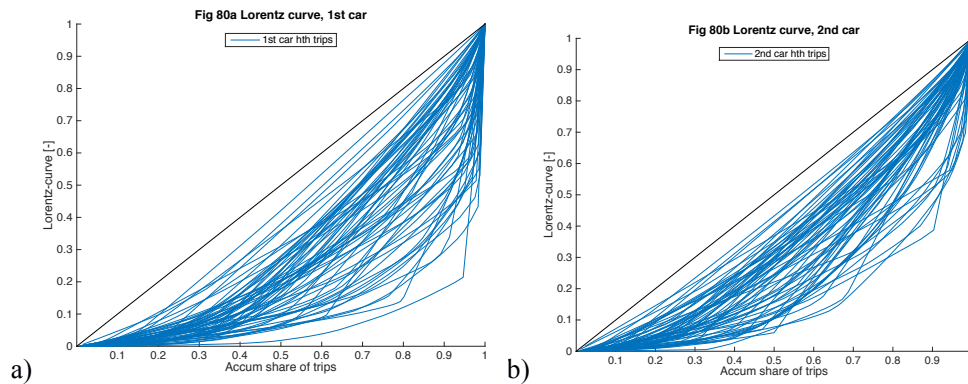 Fig 80a Lorentz curve, 1st car
1st car hth trips
1
0.9
0.8
0.7
0.6
0.5
0.4
0.3
0.2
0.1
0
Lorentz-curve [-]
0.1 0.2 0.3 0.4 0.5 0.6 0.7 0.8 0.9 1
Accum share of trips
a)
Fig 80b Lorentz curve, 2nd car
2nd car hth trips
1
0.9
0.8
0.7
0.6
0.5
0.4
0.3
0.2
0.1
0
Lorentz-curve [-]
0.1 0.2 0.3 0.4 0.5 0.6 0.7 0.8 0.9
Accum share of trips
b)